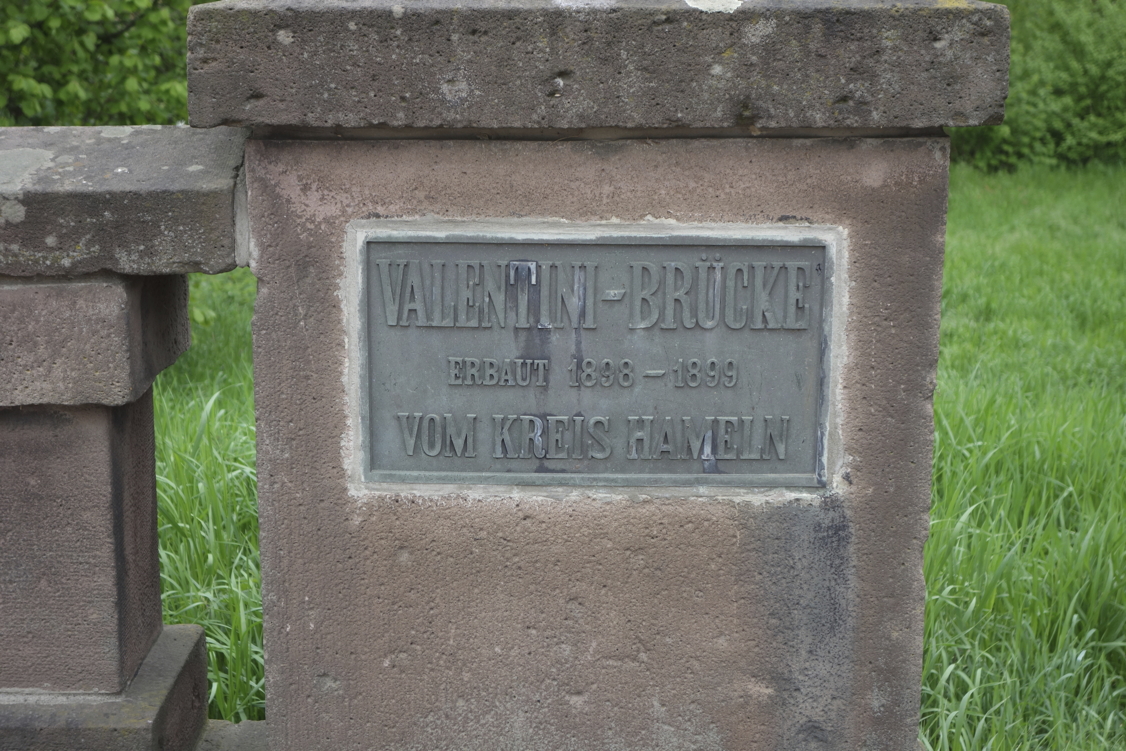 VALENTINI-BRÜCKE
ERBAUT 1898 – 1899
VOM KREIS HAMELN